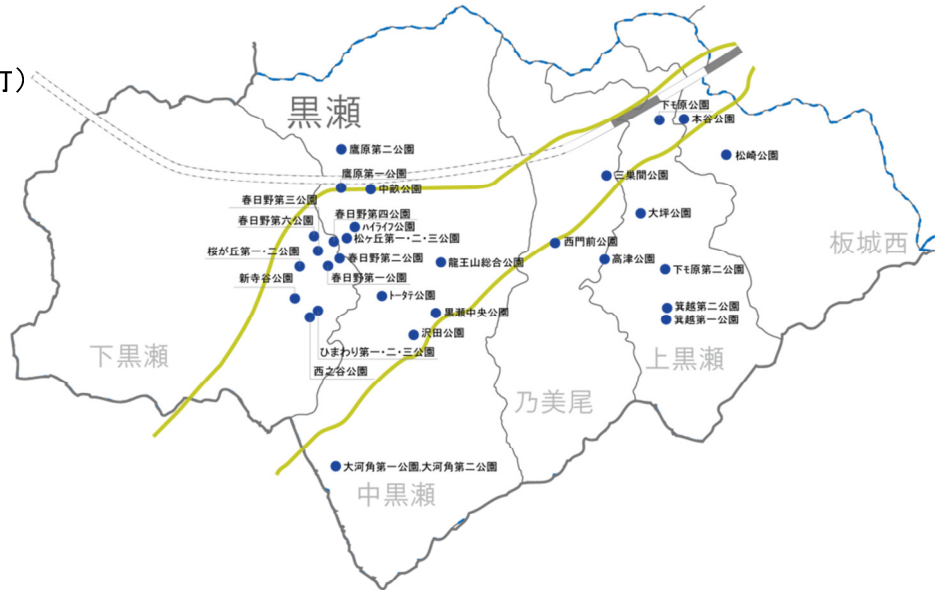 町）
黒瀬
下モ原公園
本谷公園
鷹原第二公園
松崎公園
鷹原第一公園
三巣間公園
中畝公園
春日野第三公園
春日野第四公園
大坪公園
春日野第六公園
ハイライフ公園
松ヶ丘第一・二・三公園
西門前公園
板城西
桜が丘第一・二公園
春日野第二公園
龍王山総合公園
高津公園
下モ原第二公園
新寺谷公園
春日野第一公園
トータテ公園
箕越第二公園
黒瀬中央公園
箕越第一公園
沢田公園
下黒瀬
ひまわり第一・二・三公園
上黒瀬
西之谷公園
乃美尾
大河角第一公園,大河角第二公園
中黒瀬